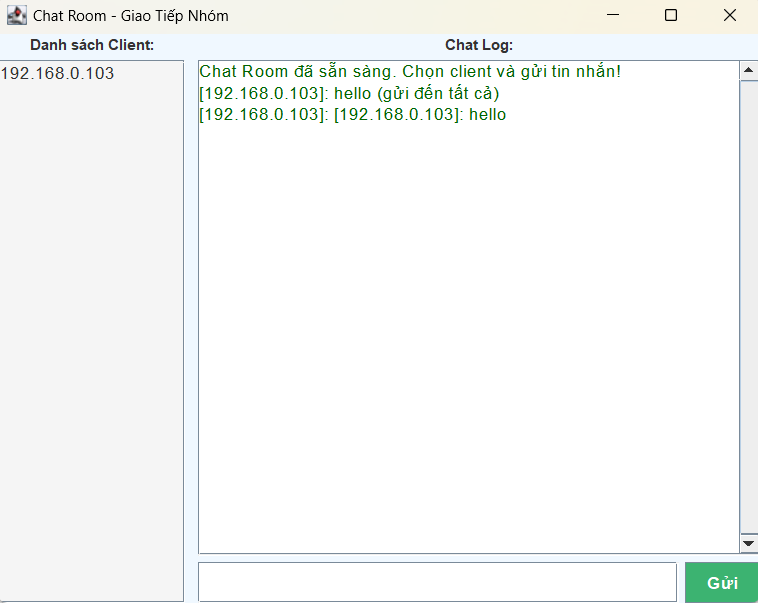 Chat Room - Giao Tiếp Nhóm
Danh sách Client:
Chat Log:
192.168.0.103
Chat Room đã sẵn sàng. Chọn client và gửi tin nhắn!
[192.168.0.103]: hello (gửi đến tất cả)
[192.168.0.103]: [192.168.0.103]: hello
Gửi